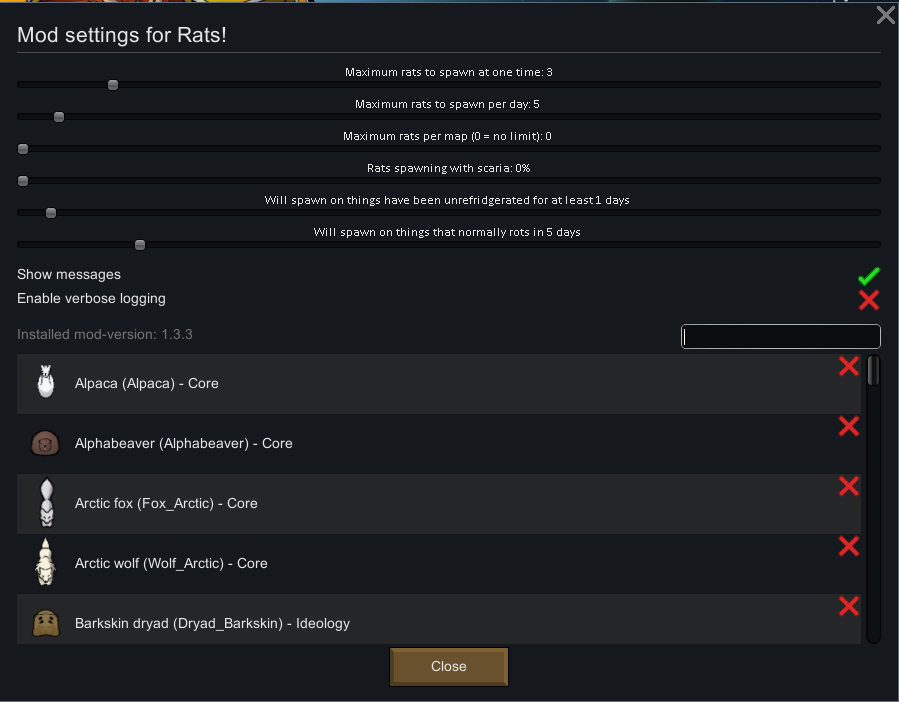 Mod settings for Rats!
Maximum rats to spawn at one time: 3
Maximum rats to spawn per day: 5
Maximum rats per map (0 = no limit): 0
Rats spawning with scaria: 0%
Will spawn on things have been unrefridgerated for at least 1 days
Will spawn on things that normally rots in 5 days
Show messages
Enable verbose logging
Installed mod-version: 1.3.3
Alpaca (Alpaca) - Core
Alphabeaver (Alphabeaver) - Core
Arctic fox (Fox_Arctic) - Core
Arctic wolf (Wolf_Arctic) - Core
Barkskin dryad (Dryad_Barkskin) - Ideology
Close